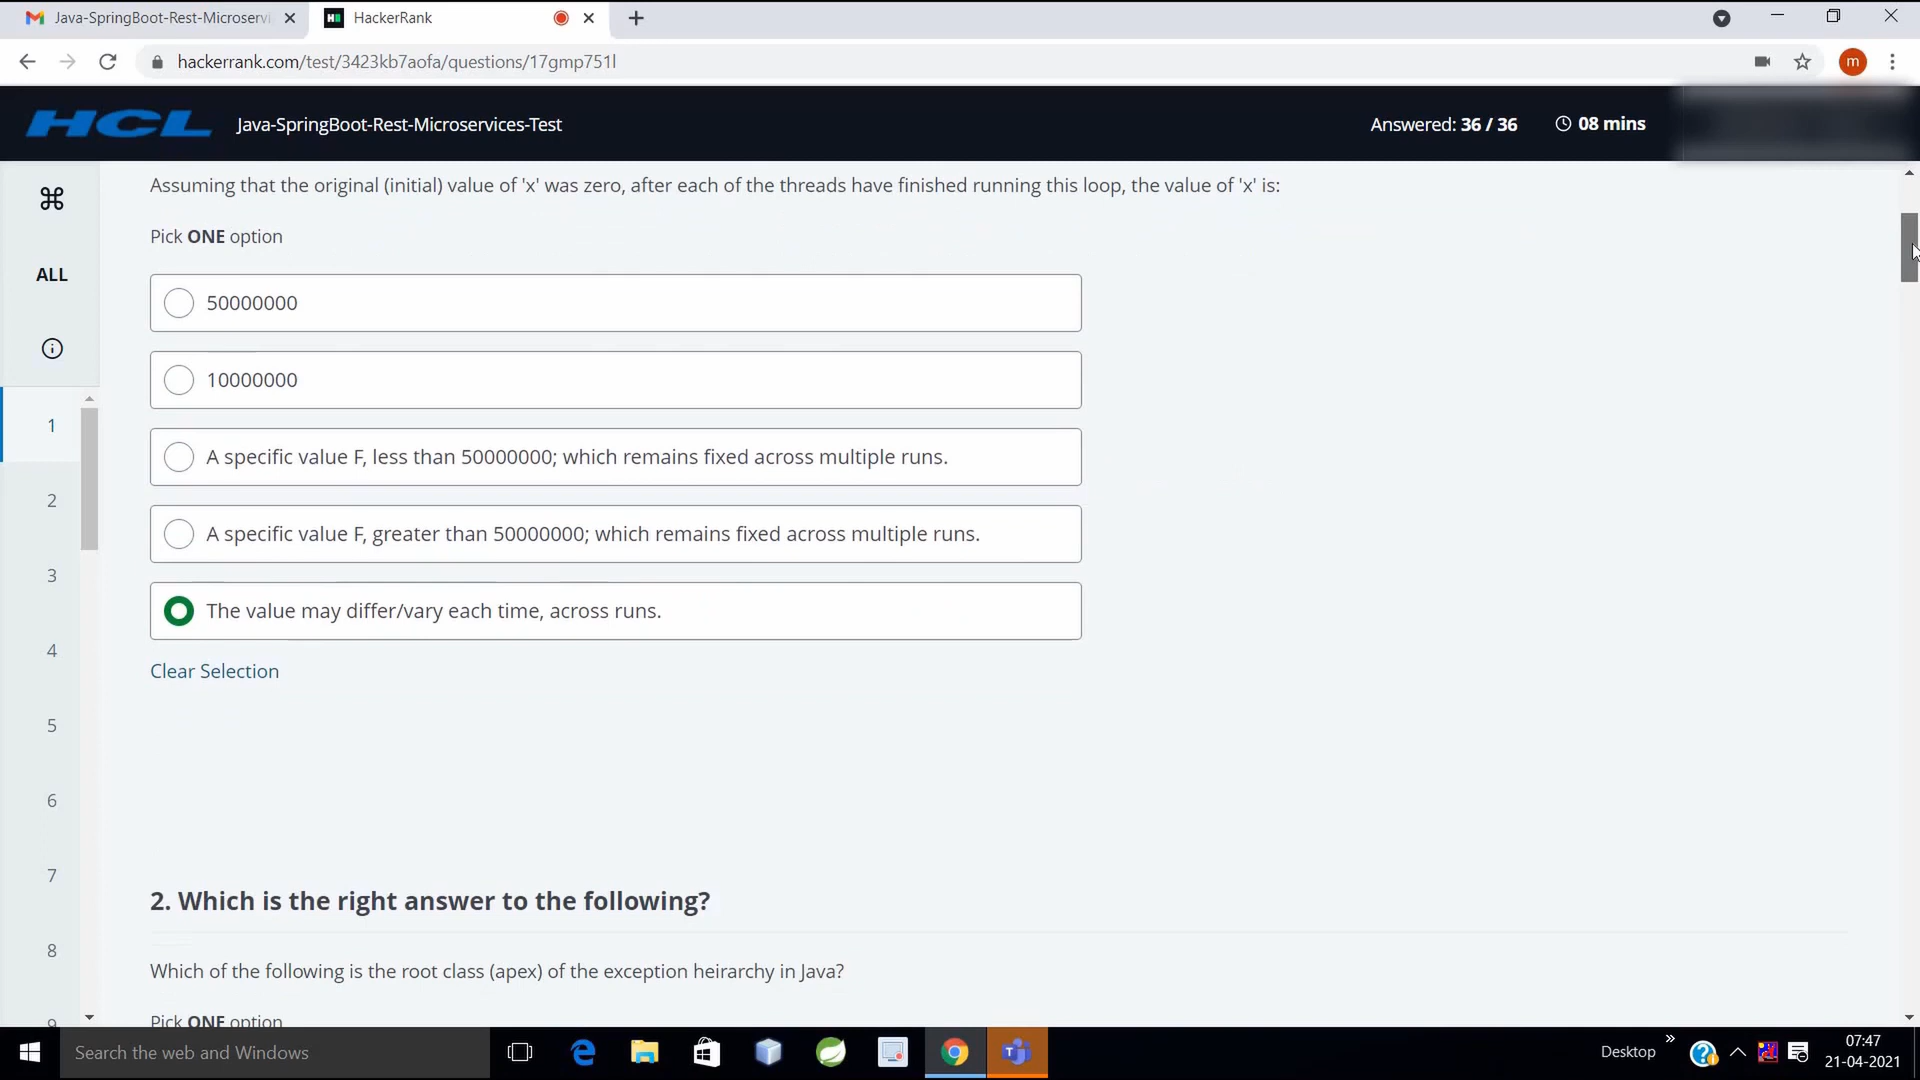 Java-SpringBoot-Rest-Microservi
HackerRank
hackerrank.com/test/3423kb7aofa/questions/17gmp751l
m
HCL
Java-SpringBoot-Rest-Microservices-Test
Answered: 36 / 36
08 mins
ALL
1
2
3
4
5
6
7
8
9
Assuming that the original (initial) value of 'x' was zero, after each of the threads have finished running this loop, the value of 'x' is:
Pick ONE option
50000000
10000000
A specific value F, less than 50000000; which remains fixed across multiple runs.
A specific value F, greater than 50000000; which remains fixed across multiple runs.
The value may differ/vary each time, across runs.
Clear Selection
2. Which is the right answer to the following?
Which of the following is the root class (apex) of the exception heirarchy in Java?
Pick ONE option
Search the web and Windows
Desktop
07:47
21-04-2021